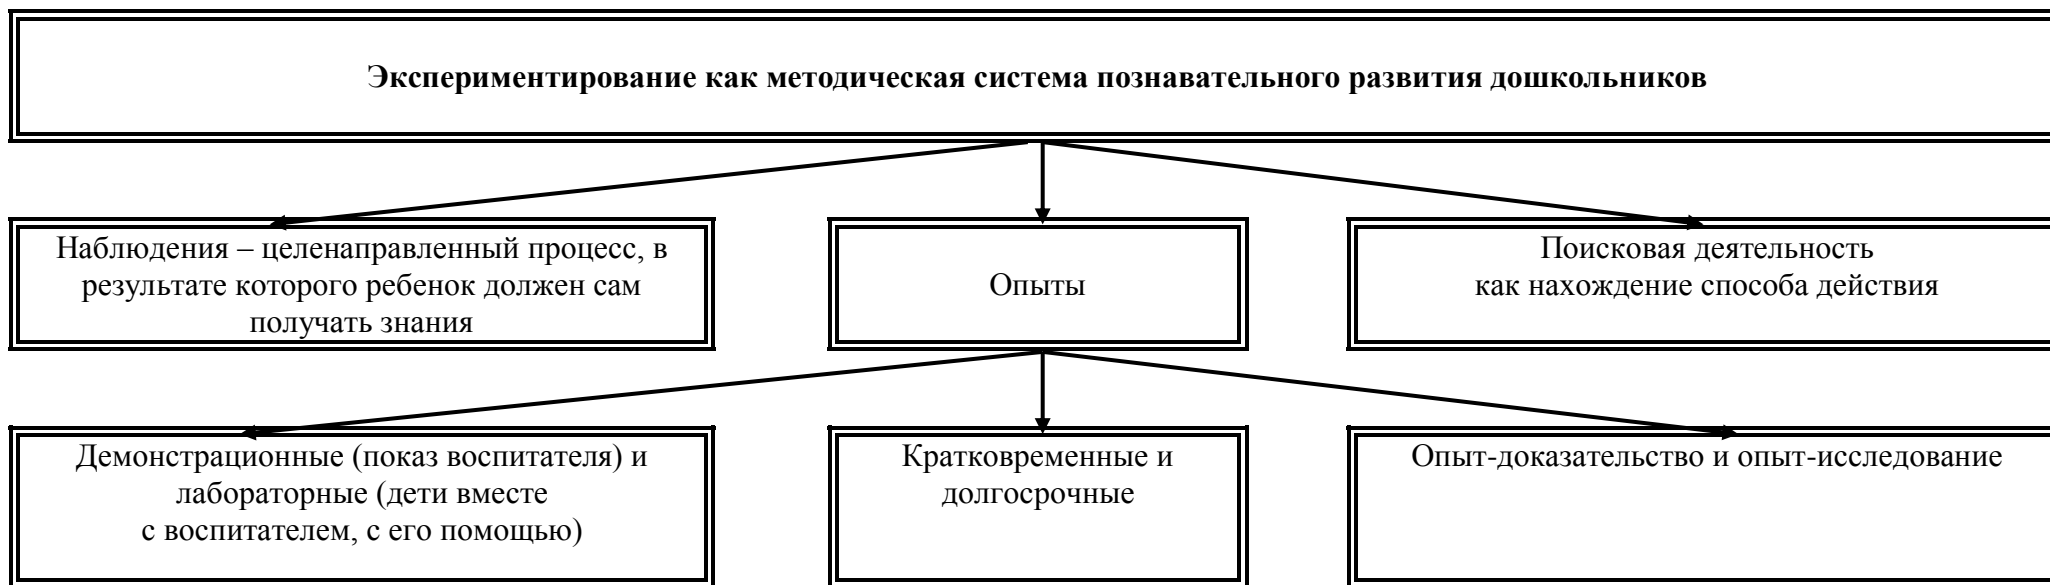 Экспериментирование как методическая система познавательного развития дошкольников
Наблюдения – целенаправленный процесс, в
результате которого ребенок должен сам
получать знания
Опыты
Поисковая деятельность
как нахождение способа действия
Демонстрационные (показ воспитателя) и
лабораторные (дети вместе
с воспитателем, с его помощью)
Кратковременные и
долгосрочные
Опыт-доказательство и опыт-исследование